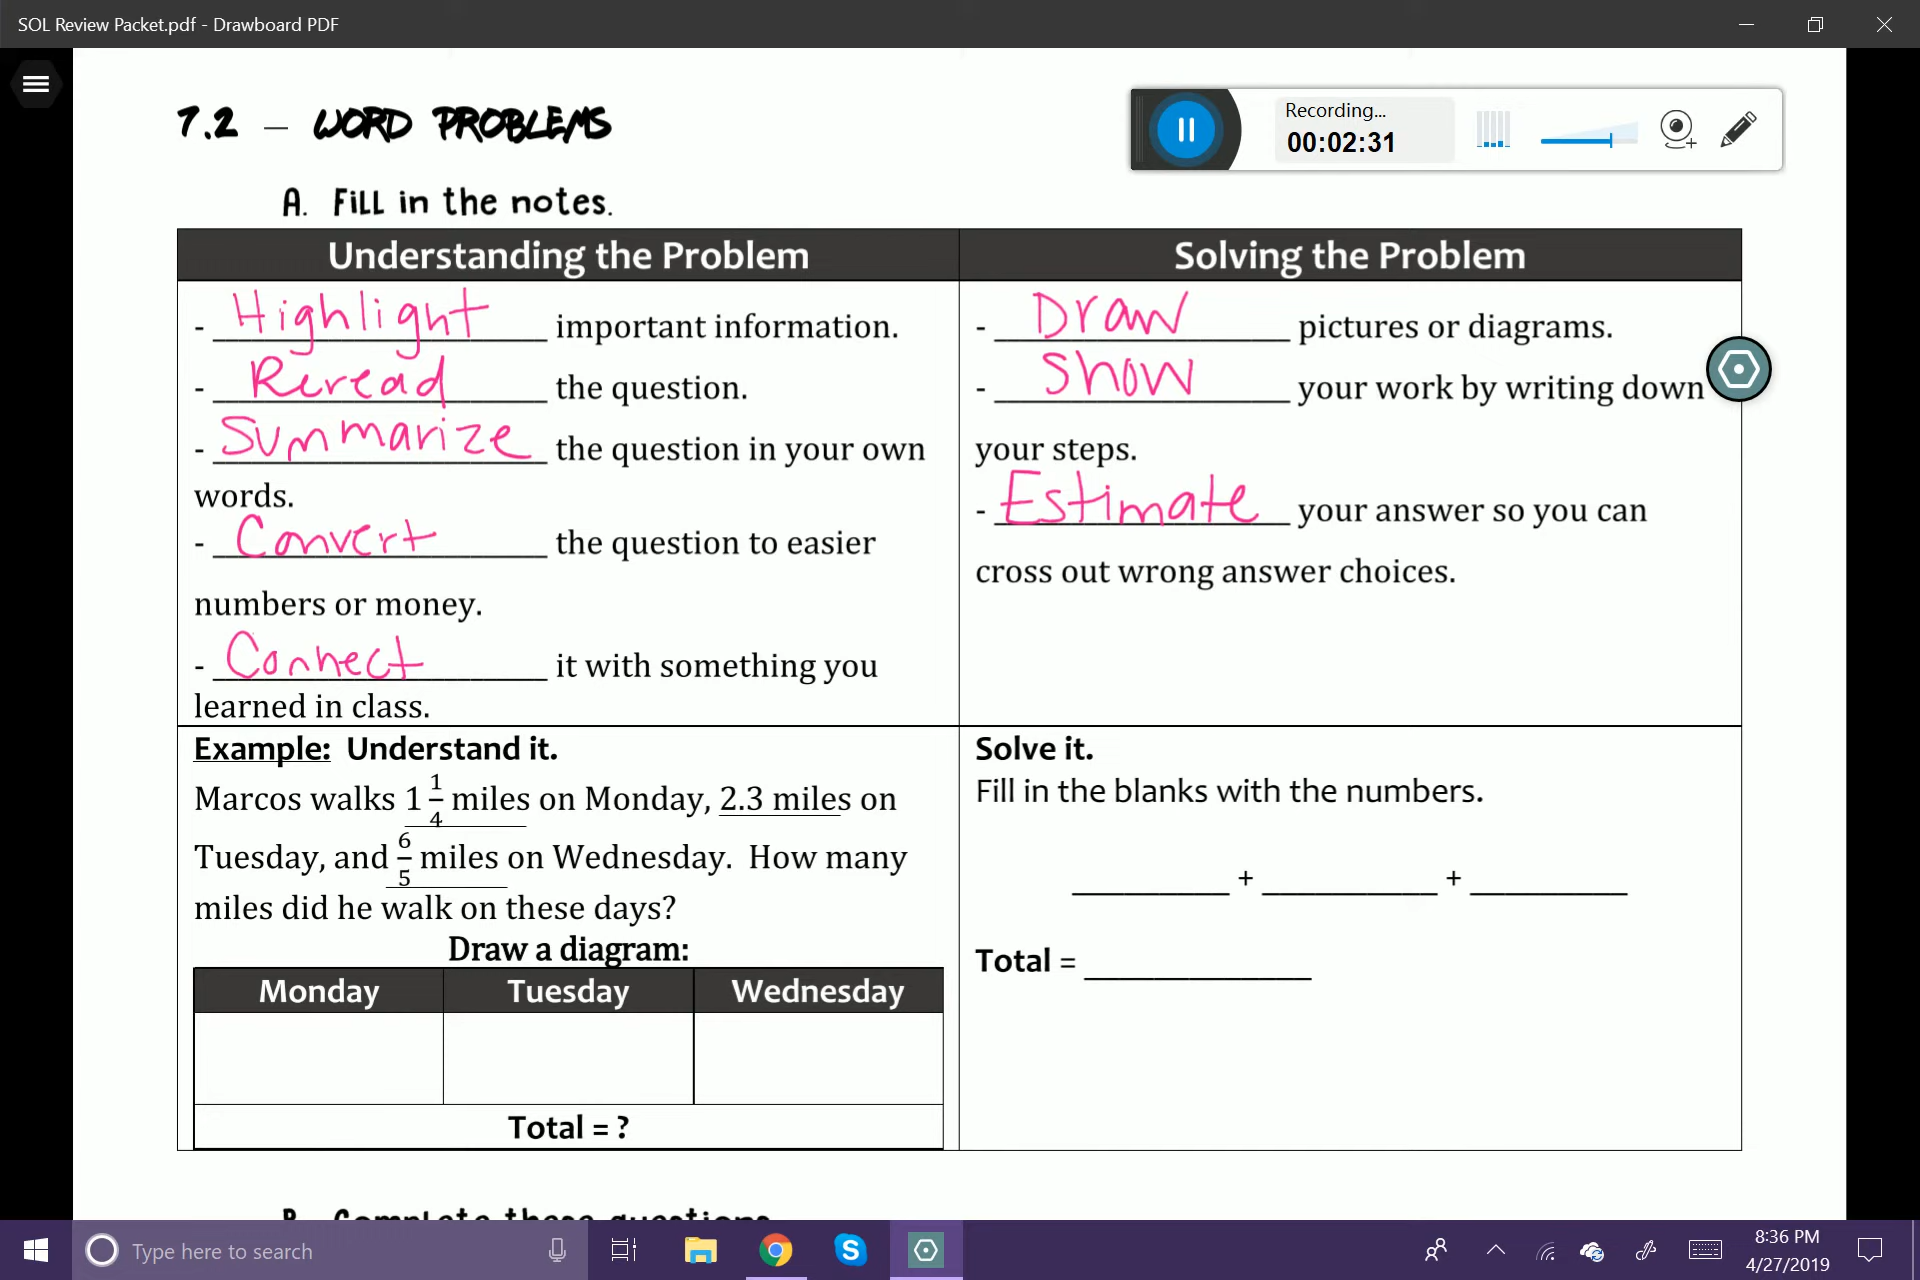 SOL Review Packet.pdf - Drawboard PDF
7.2 – WORD PROBLEMS
Recording...
00:02:31
A. Fill in the notes.
Understanding the Problem
Solving the Problem
- Highlight important information.
- Reread the question.
- Summarize the question in your own
words.
- Convert the question to easier
numbers or money.
- Connect it with something you
learned in class.
- Draw pictures or diagrams.
- Show your work by writing down
your steps.
- Estimate your answer so you can
cross out wrong answer choices.
Example: Understand it.
Marcos walks 1 1/4 miles on Monday, 2.3 miles on
Tuesday, and 6/5 miles on Wednesday. How many
miles did he walk on these days?
Draw a diagram:
Monday Tuesday Wednesday
Total = ?
Solve it.
Fill in the blanks with the numbers.
__________ + __________ + __________
Total = __________
B. Complete these questions.
Type here to search
8:36 PM
4/27/2019